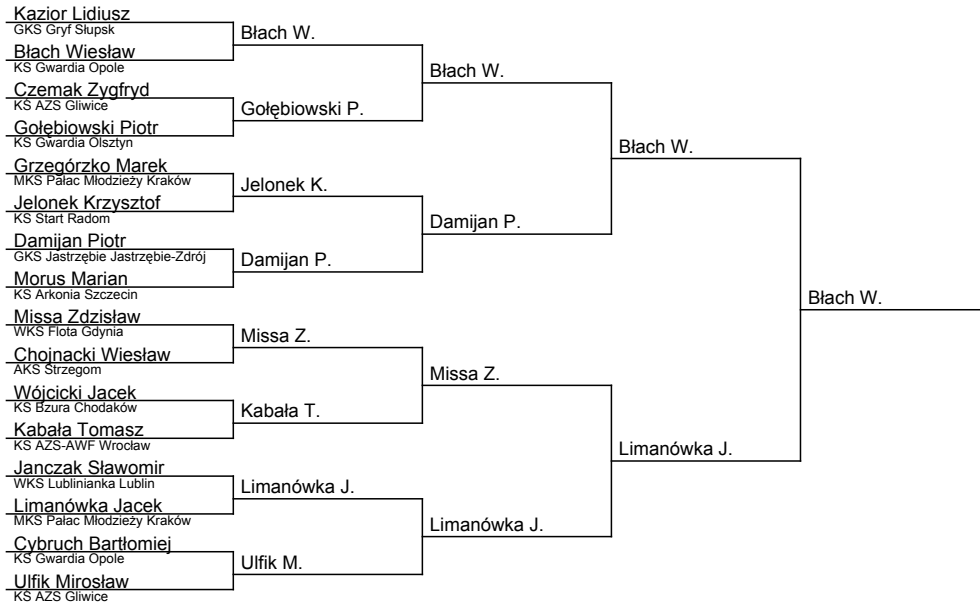 Kazior Lidiusz
GKS Gryf Słupsk
Błach Wiesław
KS Gwardia Opole
Czemak Zygfryd
KS AZS Gliwice
Gołębiowski Piotr
KS Gwardia Olsztyn
Grzegórzko Marek
MKS Pałac Młodzieży Kraków
Jelonek Krzysztof
KS Start Radom
Damijan Piotr
GKS Jastrzębie Jastrzębie-Zdrój
Morus Marian
KS Arkonia Szczecin
Missa Zdzisław
WKS Flota Gdynia
Chojnacki Wiesław
AKS Strzegom
Wójcicki Jacek
KS Bzura Chodaków
Kabała Tomasz
KS AZS-AWF Wrocław
Janczak Sławomir
WKS Lublinianka Lublin
Limanówka Jacek
MKS Pałac Młodzieży Kraków
Cybruch Bartłomiej
KS Gwardia Opole
Ulfik Mirosław
KS AZS Gliwice
Błach W.
Gołębiowski P.
Jelonek K.
Damijan P.
Missa Z.
Kabała T.
Limanówka J.
Ulfik M.
Błach W.
Damijan P.
Missa Z.
Limanówka J.
Błach W.
Limanówka J.
Błach W.